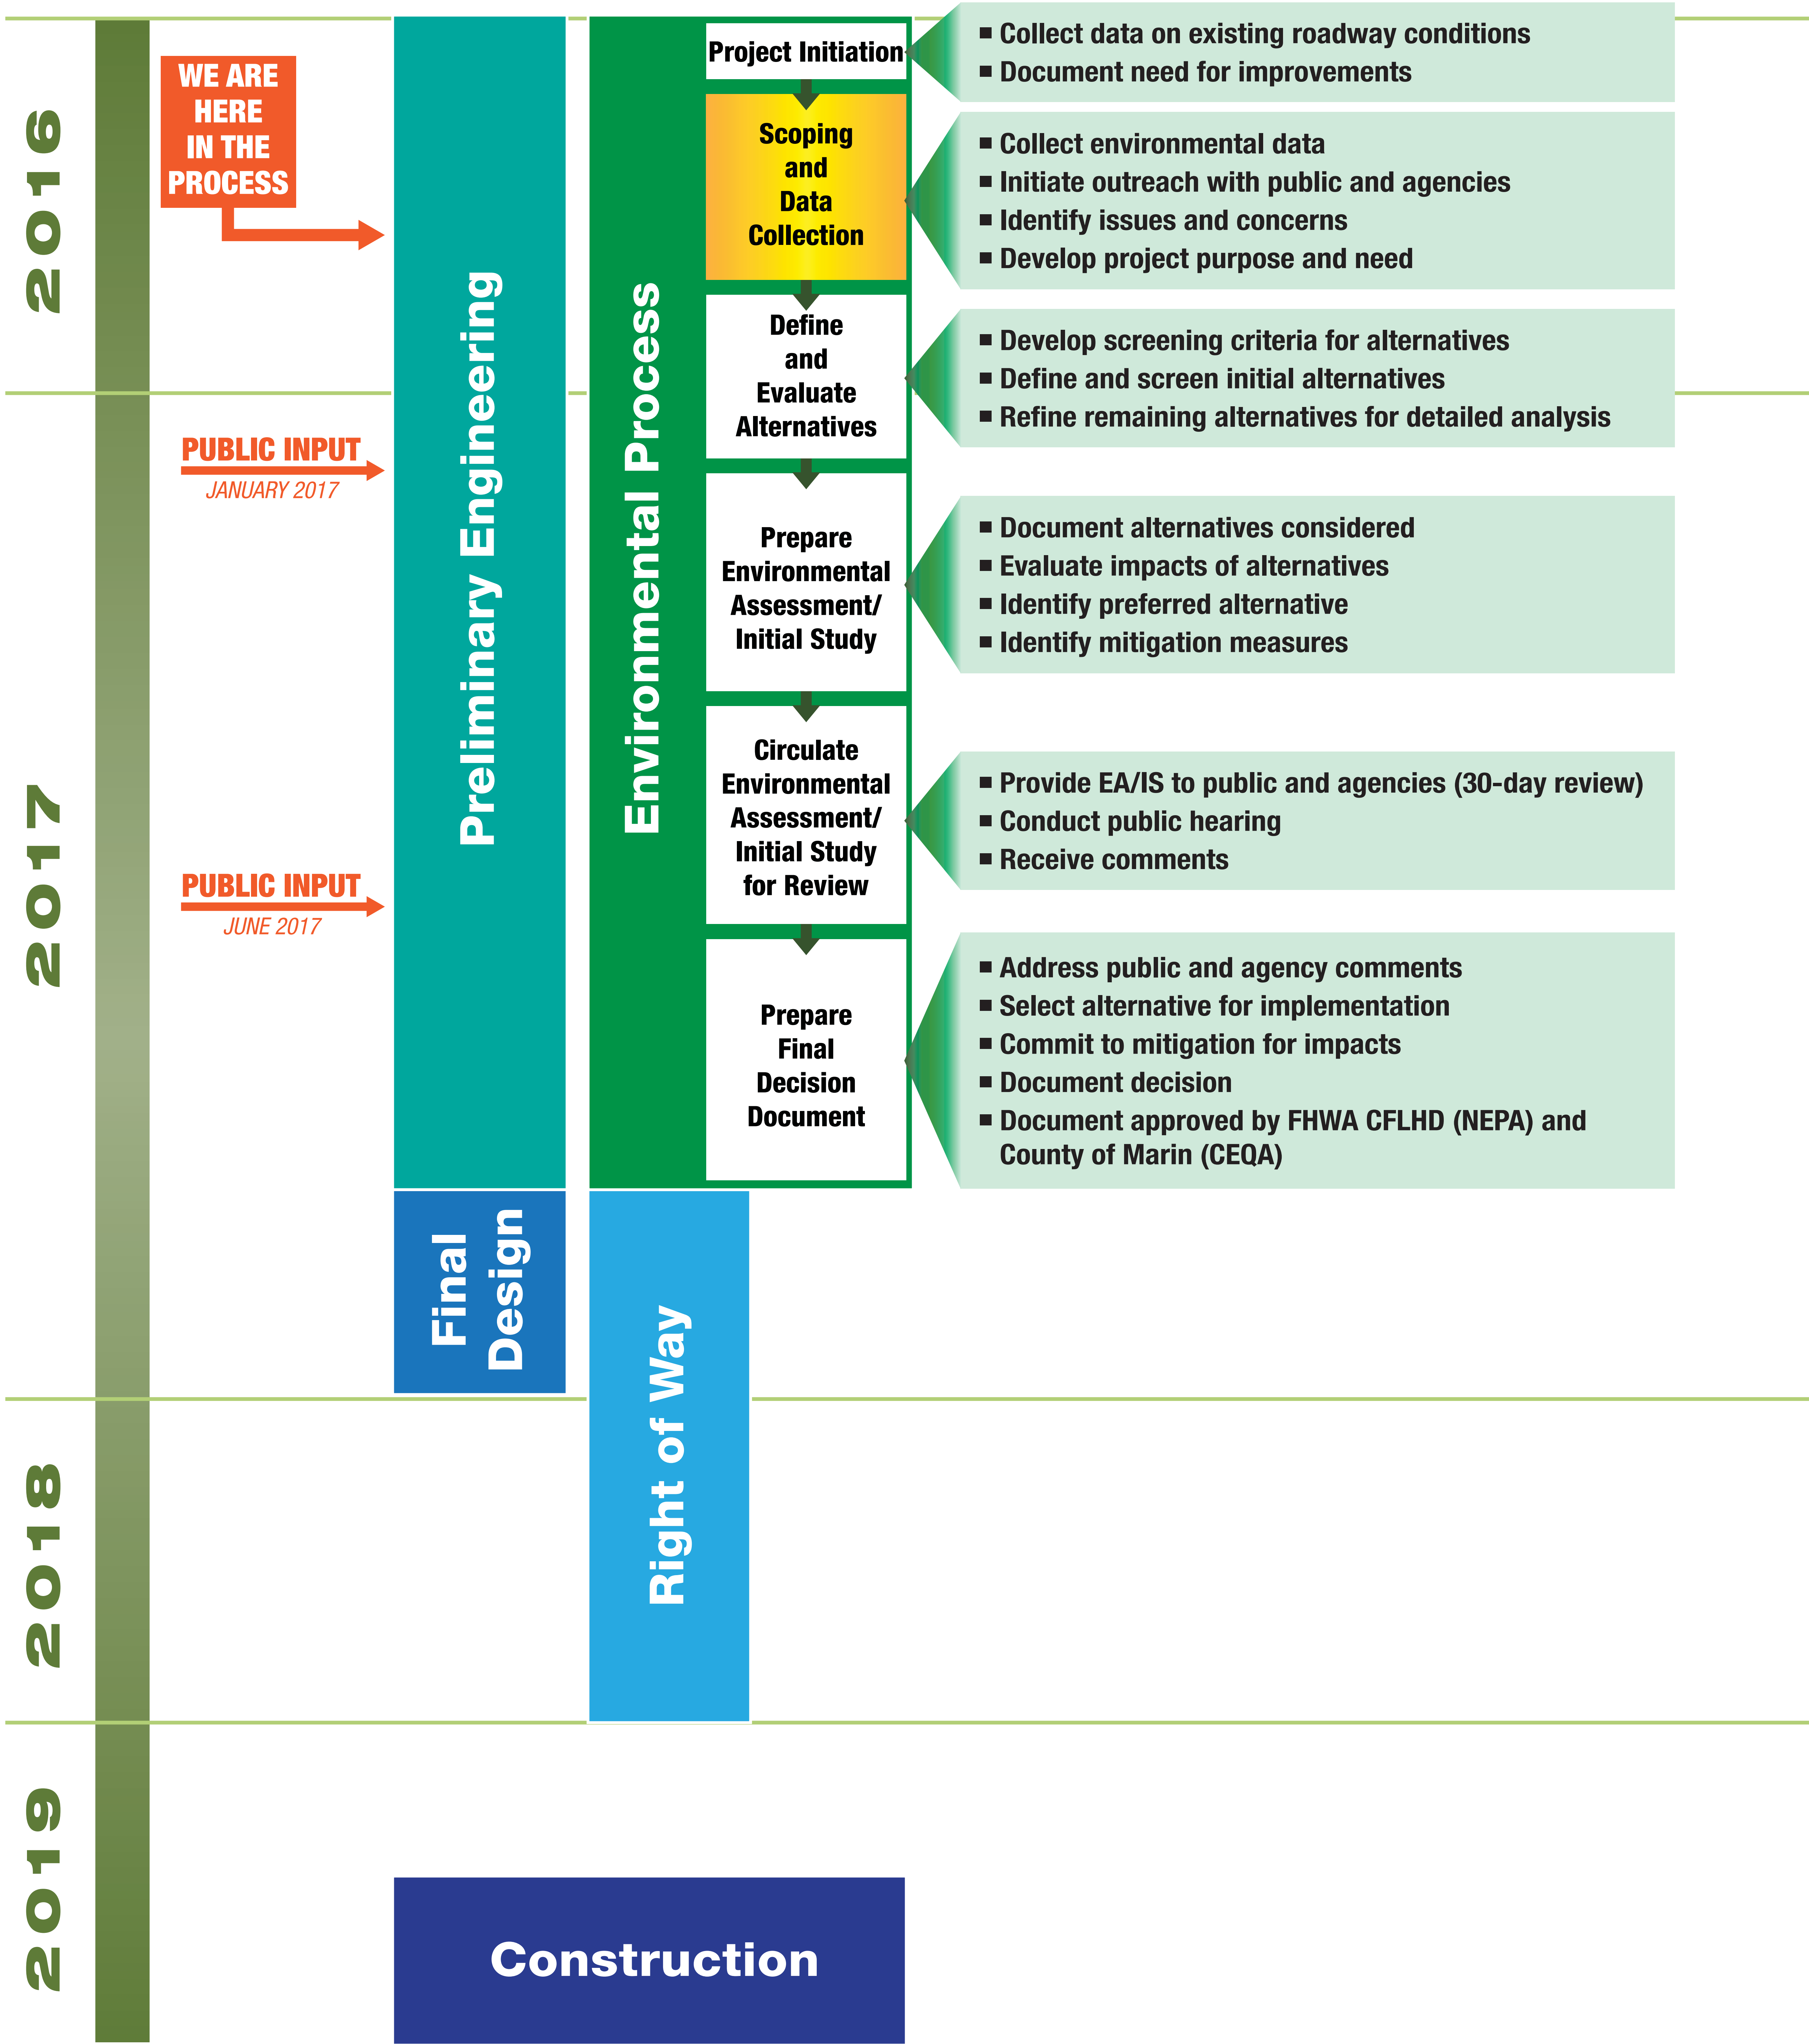 2016
WE ARE
HERE
IN THE
PROCESS
PUBLIC INPUT
JANUARY 2017
2017
PUBLIC INPUT
JUNE 2017
2018
2019
Preliminary Engineering
Final
Design
Environmental Process
Right of Way
Construction
Project Initiation
■ Collect data on existing roadway conditions
■ Document need for improvements
Scoping
and
Data
Collection
■ Collect environmental data
■ Initiate outreach with public and agencies
■ Identify issues and concerns
■ Develop project purpose and need
Define
and
Evaluate
Alternatives
■ Develop screening criteria for alternatives
■ Define and screen initial alternatives
■ Refine remaining alternatives for detailed analysis
Prepare
Environmental
Assessment/
Initial Study
■ Document alternatives considered
■ Evaluate impacts of alternatives
■ Identify preferred alternative
■ Identify mitigation measures
Circulate
Environmental
Assessment/
Initial Study
for Review
■ Provide EA/IS to public and agencies (30-day review)
■ Conduct public hearing
■ Receive comments
Prepare
Final
Decision
Document
■ Address public and agency comments
■ Select alternative for implementation
■ Commit to mitigation for impacts
■ Document decision
■ Document approved by FHWA CFLHD (NEPA) and
County of Marin (CEQA)